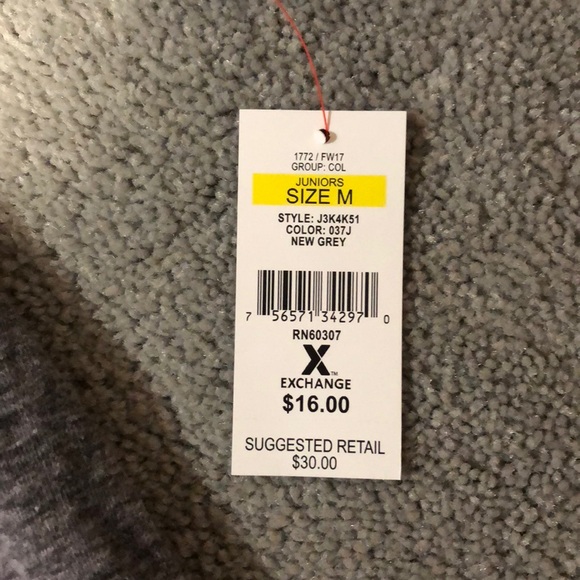 1772 / FW17
GROUP: COL
JUNIORS
SIZE M
STYLE: J3K4K51
COLOR: 037J
NEW GREY
7 56571 34297 0
RN60307
X™
EXCHANGE
$16.00
SUGGESTED RETAIL
$30.00